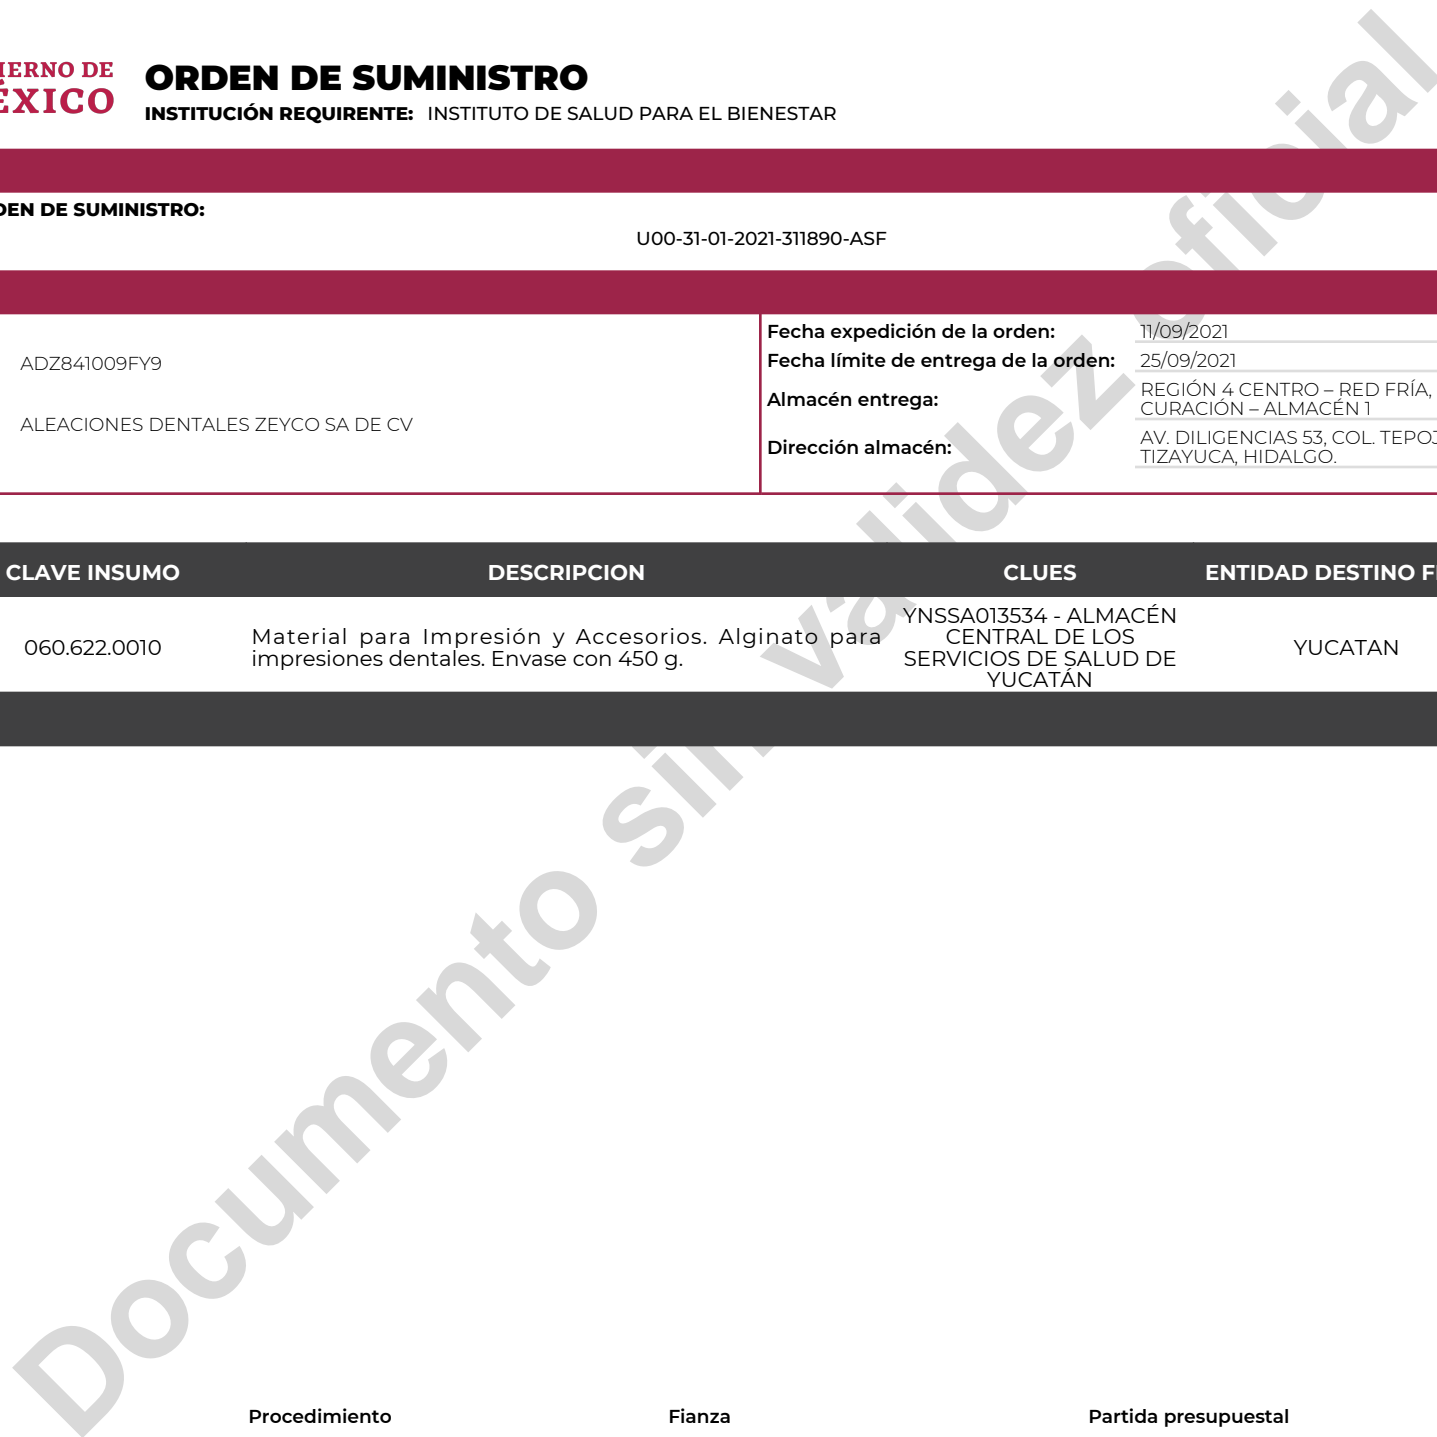 IERNO DE
ÉXICO
ORDEN DE SUMINISTRO
INSTITUCIÓN REQUIRENTE: INSTITUTO DE SALUD PARA EL BIENESTAR
DEN DE SUMINISTRO:
U00-31-01-2021-311890-ASF
ADZ841009FY9
ALEACIONES DENTALES ZEYCO SA DE CV
Fecha expedición de la orden: 11/09/2021
Fecha límite de entrega de la orden: 25/09/2021
Almacén entrega: REGIÓN 4 CENTRO – RED FRÍA,
CURACIÓN – ALMACÉN 1
Dirección almacén: AV. DILIGENCIAS 53, COL. TEPOJ
TIZAYUCA, HIDALGO.
CLAVE INSUMO DESCRIPCION CLUES ENTIDAD DESTINO F
060.622.0010
Material para Impresión y Accesorios. Alginato para
impresiones dentales. Envase con 450 g.
YNSSA013534 - ALMACÉN
CENTRAL DE LOS
SERVICIOS DE SALUD DE
YUCATÁN
YUCATAN
Documento sin validez oficial
Procedimiento Fianza Partida presupuestal